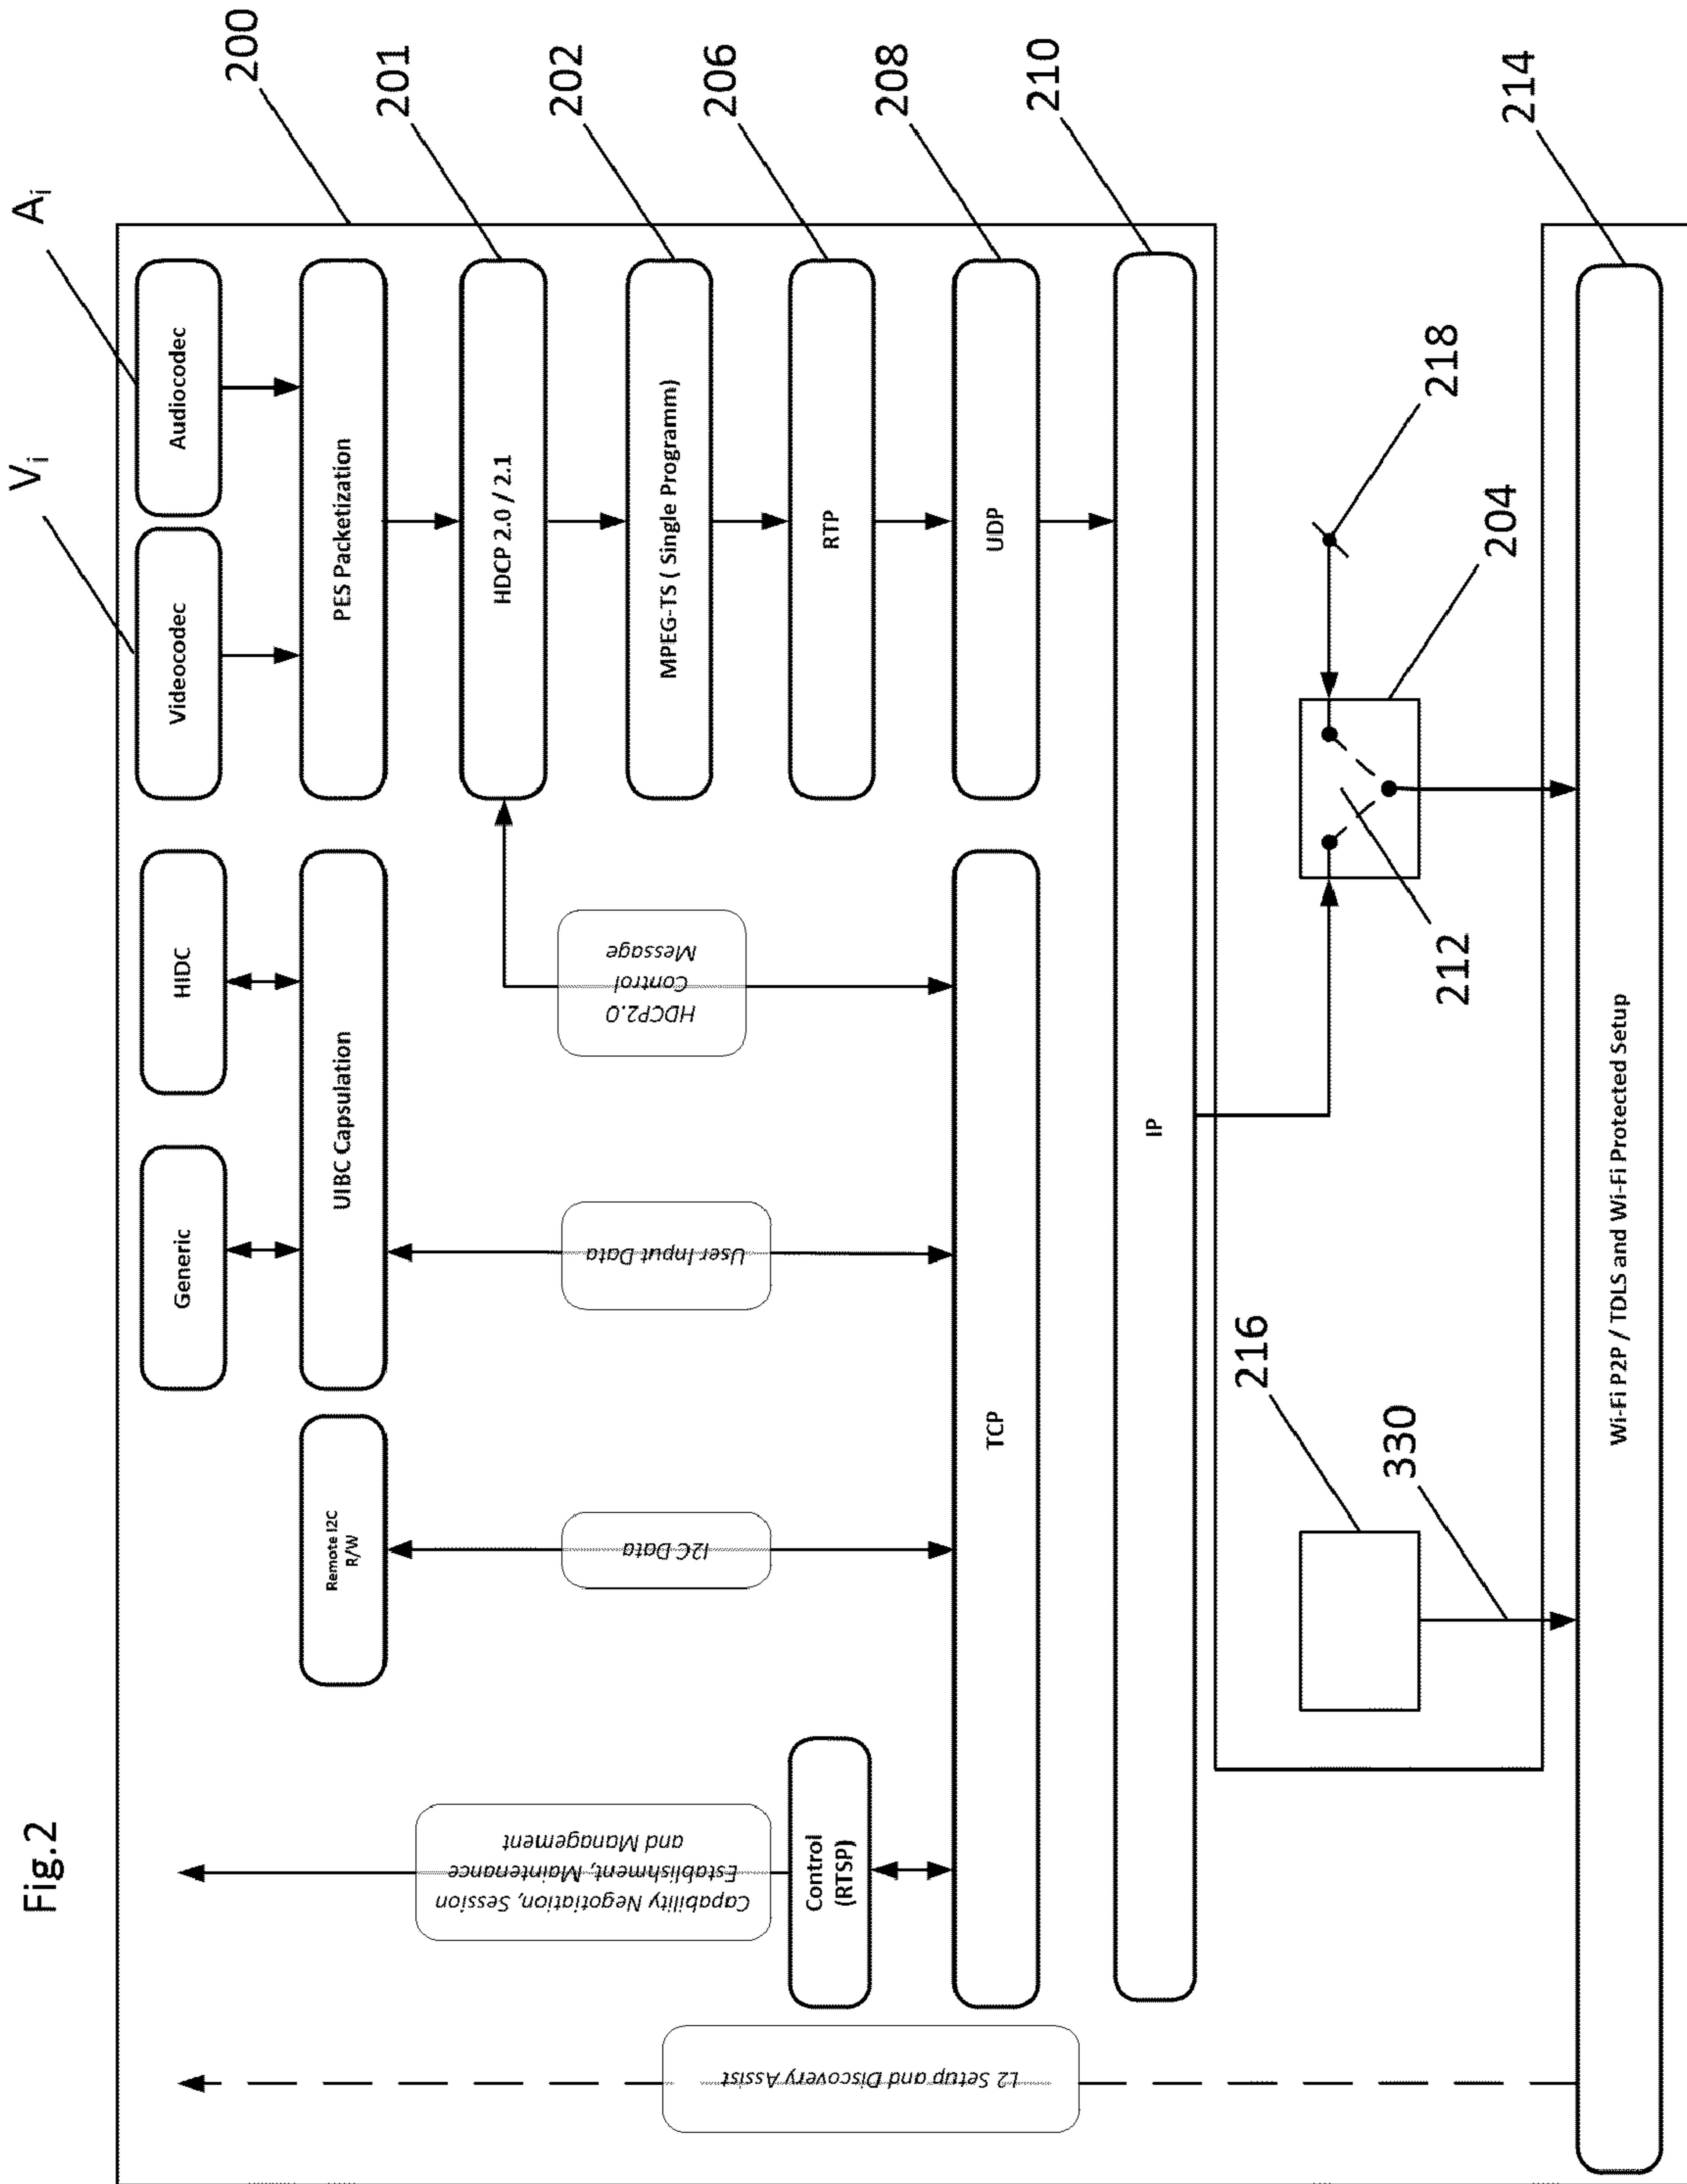 Fig.2
Vi
Ai
200
201
202
206
208
210
214
Generic
HIDC
Videocodec
Audiocodec
Remote I2C
R/W
UIBC Capsulation
PES Packetization
HDCP 2.0 / 2.1
Capability Negotiation, Session
Establishment, Maintenance
and Management
I2C Data
User Input Data
HDCP2.0
Control
Message
MPEG-TS ( Single Programm)
Control
(RTSP)
RTP
L2 Setup and Discovery Assist
TCP
UDP
IP
216
330
212
218
204
Wi-Fi P2P / TDLS and Wi-Fi Protected Setup